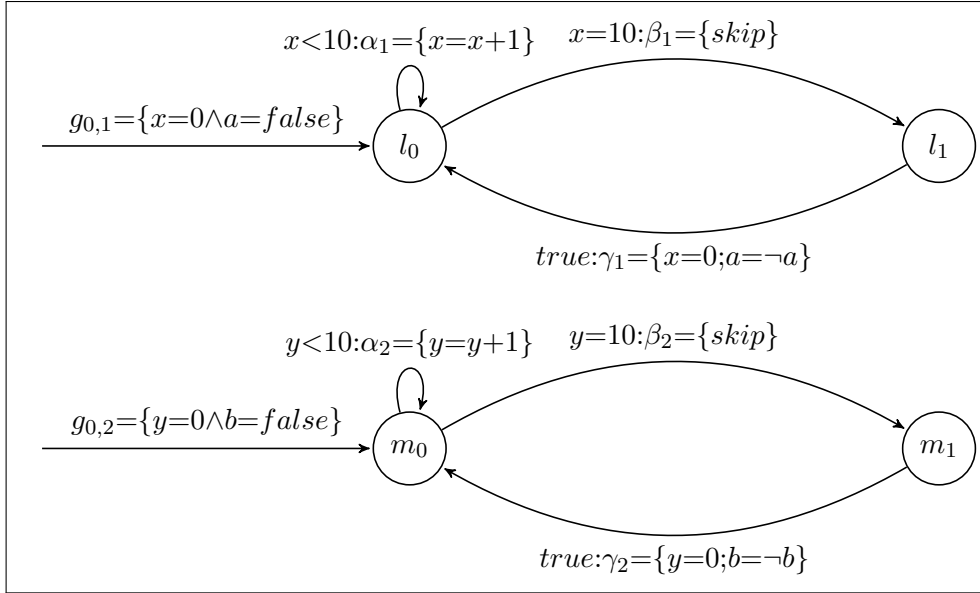 x<10:α₁={x=x+1}
x=10:β₁={skip}
g₀,₁={x=0∧a=false}
l₀
l₁
true:γ₁={x=0;a=¬a}
y<10:α₂={y=y+1}
y=10:β₂={skip}
g₀,₂={y=0∧b=false}
m₀
m₁
true:γ₂={y=0;b=¬b}